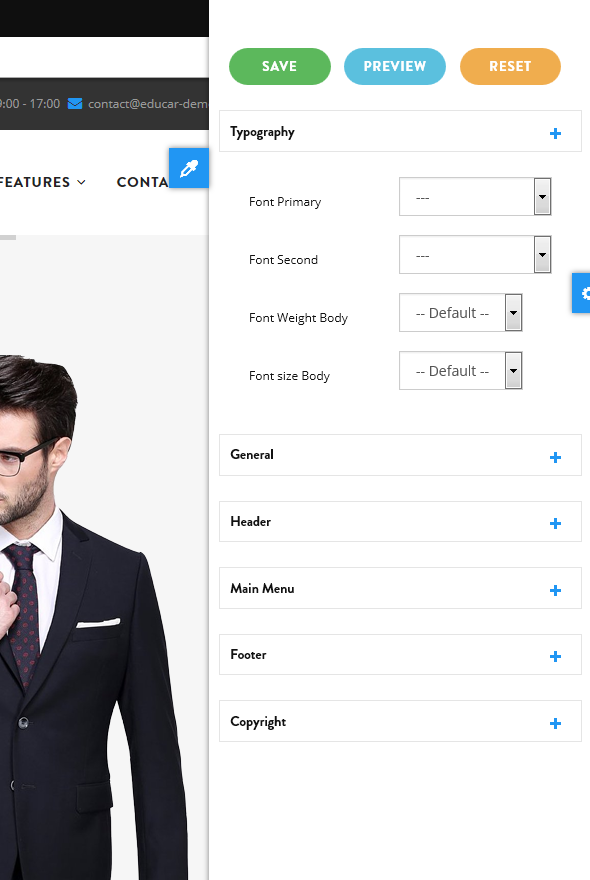 SAVE PREVIEW RESET
9:00 - 17:00 contact@educar-dem
FEATURES CONTA
Typography
Font Primary ---
Font Second ---
Font Weight Body -- Default --
Font size Body -- Default --
General
Header
Main Menu
Footer
Copyright